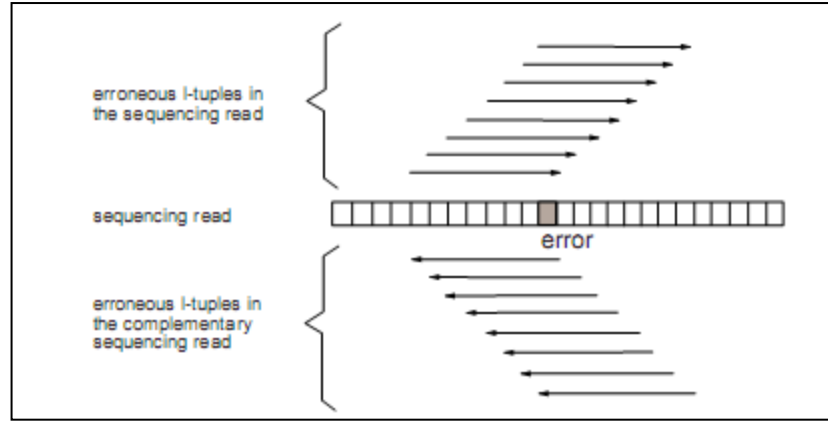 erroneous l-tuples in
the sequencing read
sequencing read
error
erroneous l-tuples in
the complementary
sequencing read